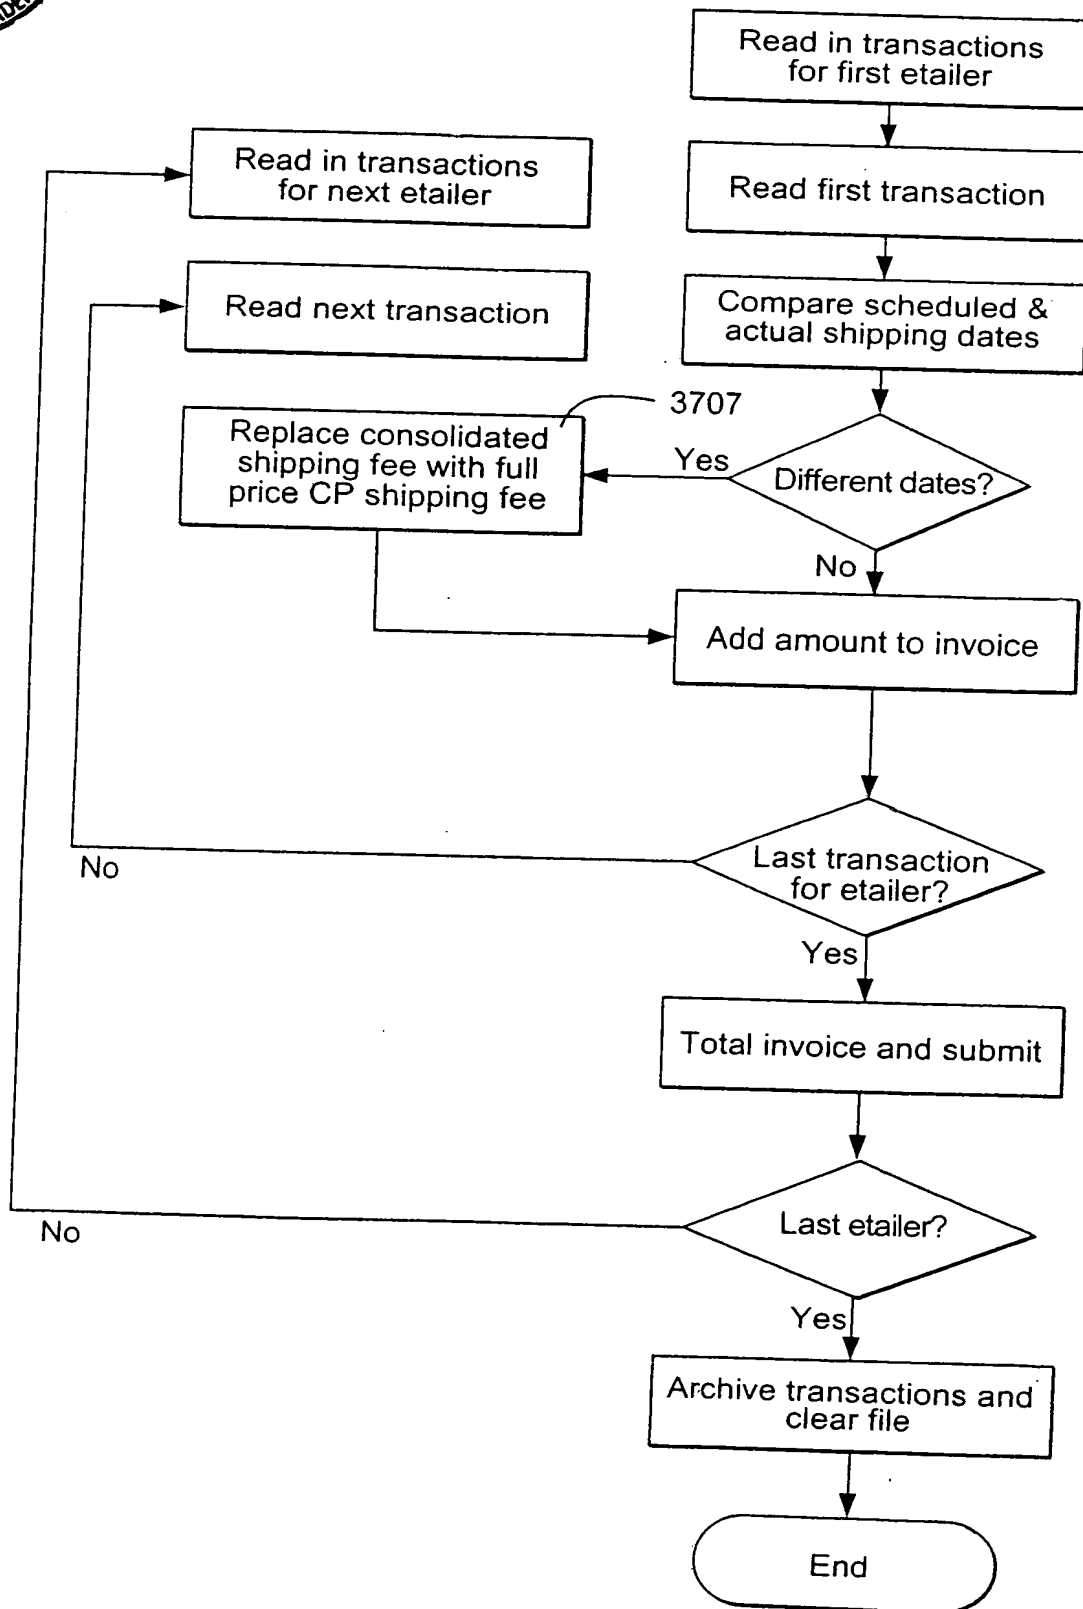 Read in transactions
for first etailer
Read in transactions
for next etailer
Read first transaction
Read next transaction
Compare scheduled &
actual shipping dates
3707
Replace consolidated
shipping fee with full
price CP shipping fee
Yes
Different dates?
No
Add amount to invoice
Last transaction
for etailer?
No
Yes
Total invoice and submit
Last etailer?
No
Yes
Archive transactions and
clear file
End